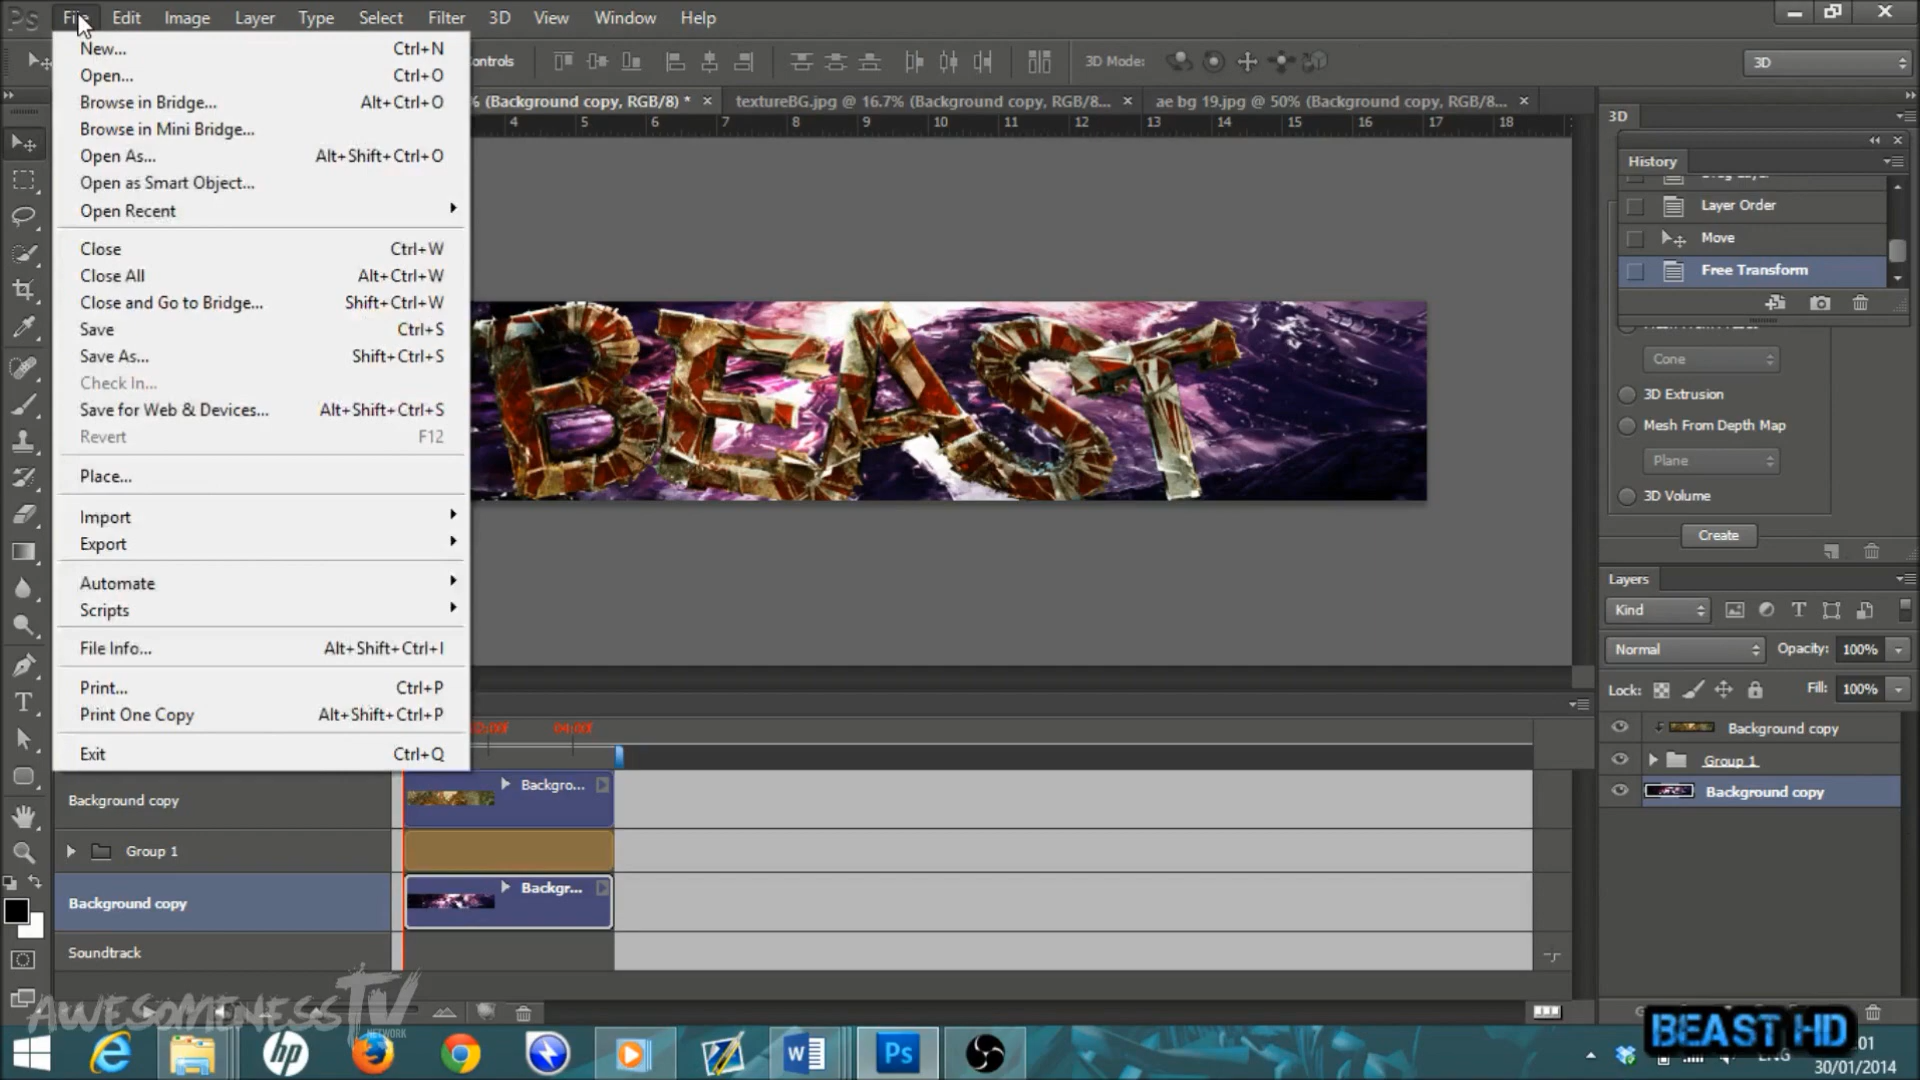 Ps File Edit Image Layer Type Select Filter 3D View Window Help
ontrols 3D Mode: 3D
% (Background copy, RGB/8) * × textureBG.jpg @ 16.7% (Background copy, RGB/8... × ae bg 19.jpg @ 50% (Background copy, RGB/8... ×
4 5 6 7 8 9 10 11 12 13 14 15 16 17 18
New... Ctrl+N
Open... Ctrl+O
Browse in Bridge... Alt+Ctrl+O
Browse in Mini Bridge...
Open As... Alt+Shift+Ctrl+O
Open as Smart Object...
Open Recent
Close Ctrl+W
Close All Alt+Ctrl+W
Close and Go to Bridge... Shift+Ctrl+W
Save Ctrl+S
Save As... Shift+Ctrl+S
Check In...
Save for Web & Devices... Alt+Shift+Ctrl+S
Revert F12
Place...
Import
Export
Automate
Scripts
File Info... Alt+Shift+Ctrl+I
Print... Ctrl+P
Print One Copy Alt+Shift+Ctrl+P
Exit Ctrl+Q
BEAST
3D
History
Layer Order
Move
Free Transform
Cone
3D Extrusion
Mesh From Depth Map
Plane
3D Volume
Create
Layers
Kind
Normal Opacity: 100%
Lock: Fill: 100%
Background copy
Group 1
Background copy
04:00f
Background copy Backgro...
Group 1
Background copy Backgr...
Soundtrack
AWESOMENESS TV
NETWORK
BEAST HD
hp W Ps ENG 30/01/2014